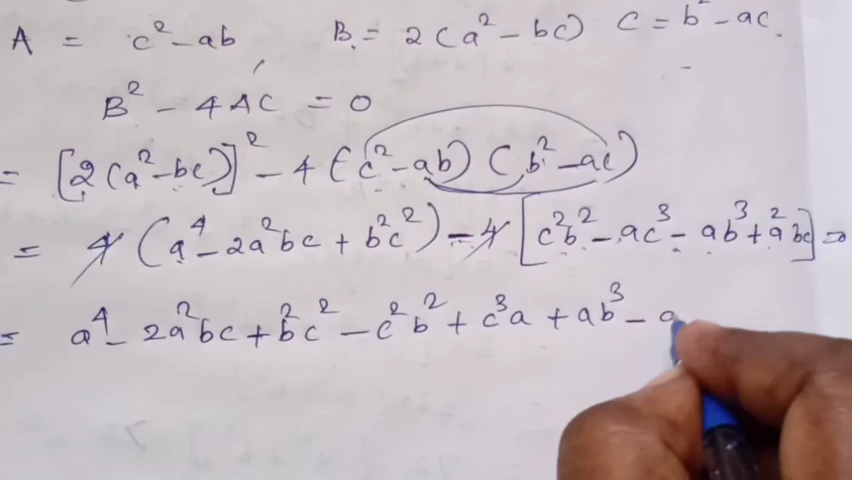 A = c² - ab B. = 2(a² - bc) C = b² - ac.
B² - 4AC = 0
= [2(a² - bc)]² - 4(c² - ab)(b² - ac)
= 4(a⁴ - 2a²bc + b²c²) - 4[c²b² - ac³ - ab³ + a²bc] =0
= a⁴ - 2a²bc + b²c² - c²b² + c³a + ab³ - a